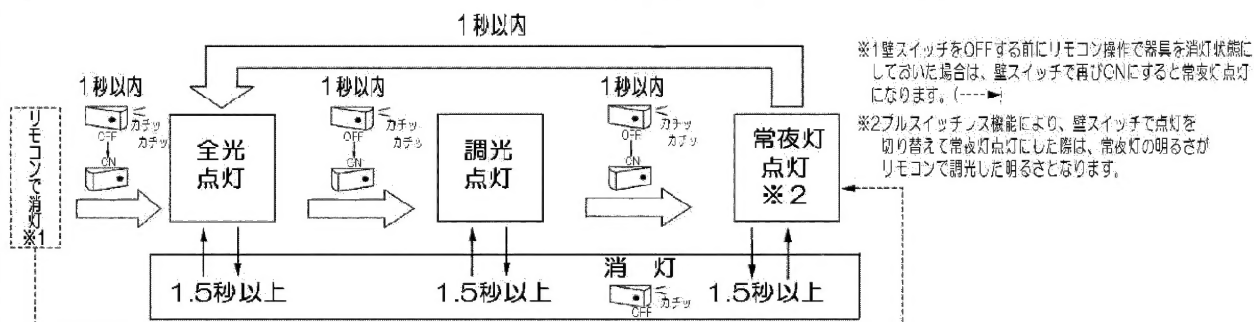 1秒以内
※1壁スイッチをOFFする前にリモコン操作で器具を消灯状態に
しておいた場合は、壁スイッチで再びONにすると常夜灯点灯
になります。(----►)
※2プルスイッチレス機能により、壁スイッチで点灯を
切り替えて常夜灯点灯にした際は、常夜灯の明るさが
リモコンで調光した明るさとなります。
リモコンで消灯※1
1秒以内
カチッ
カチッ
OFF
ON
全光
点灯
1秒以内
カチッ
カチッ
OFF
ON
調光
点灯
1秒以内
カチッ
カチッ
OFF
ON
常夜灯
点灯
※2
消 灯
1.5秒以上
1.5秒以上
カチッ
OFF
1.5秒以上